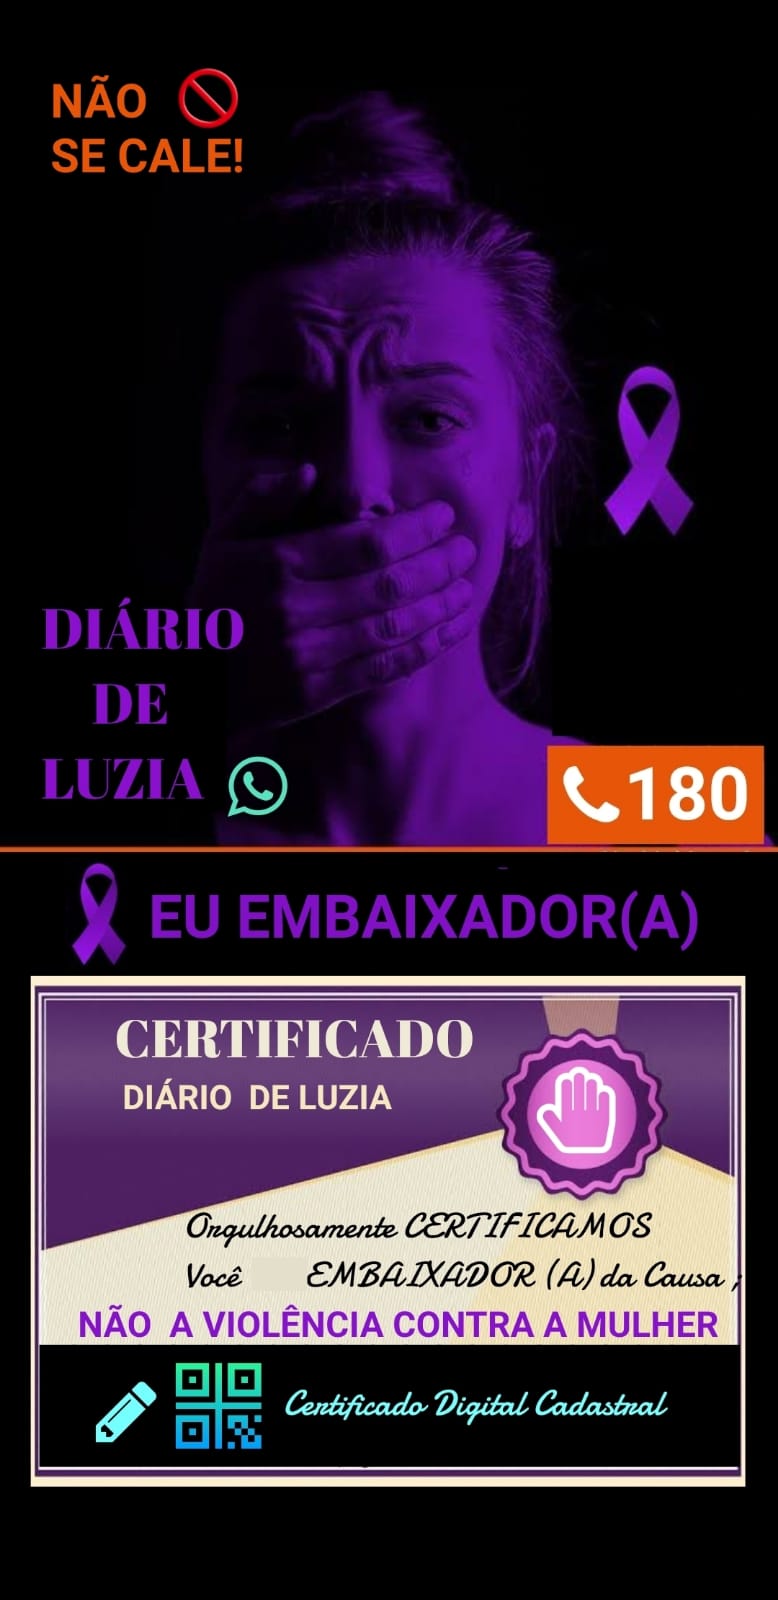 NÃO
SE CALE!
DIÁRIO
DE
LUZIA
180
EU EMBAIXADOR(A)
CERTIFICADO
DIÁRIO DE LUZIA
Orgulhosamente CERTIFICAMOS
Você EMBAIXADOR (A) da Causa ;
NÃO A VIOLÊNCIA CONTRA A MULHER
Certificado Digital Cadastral